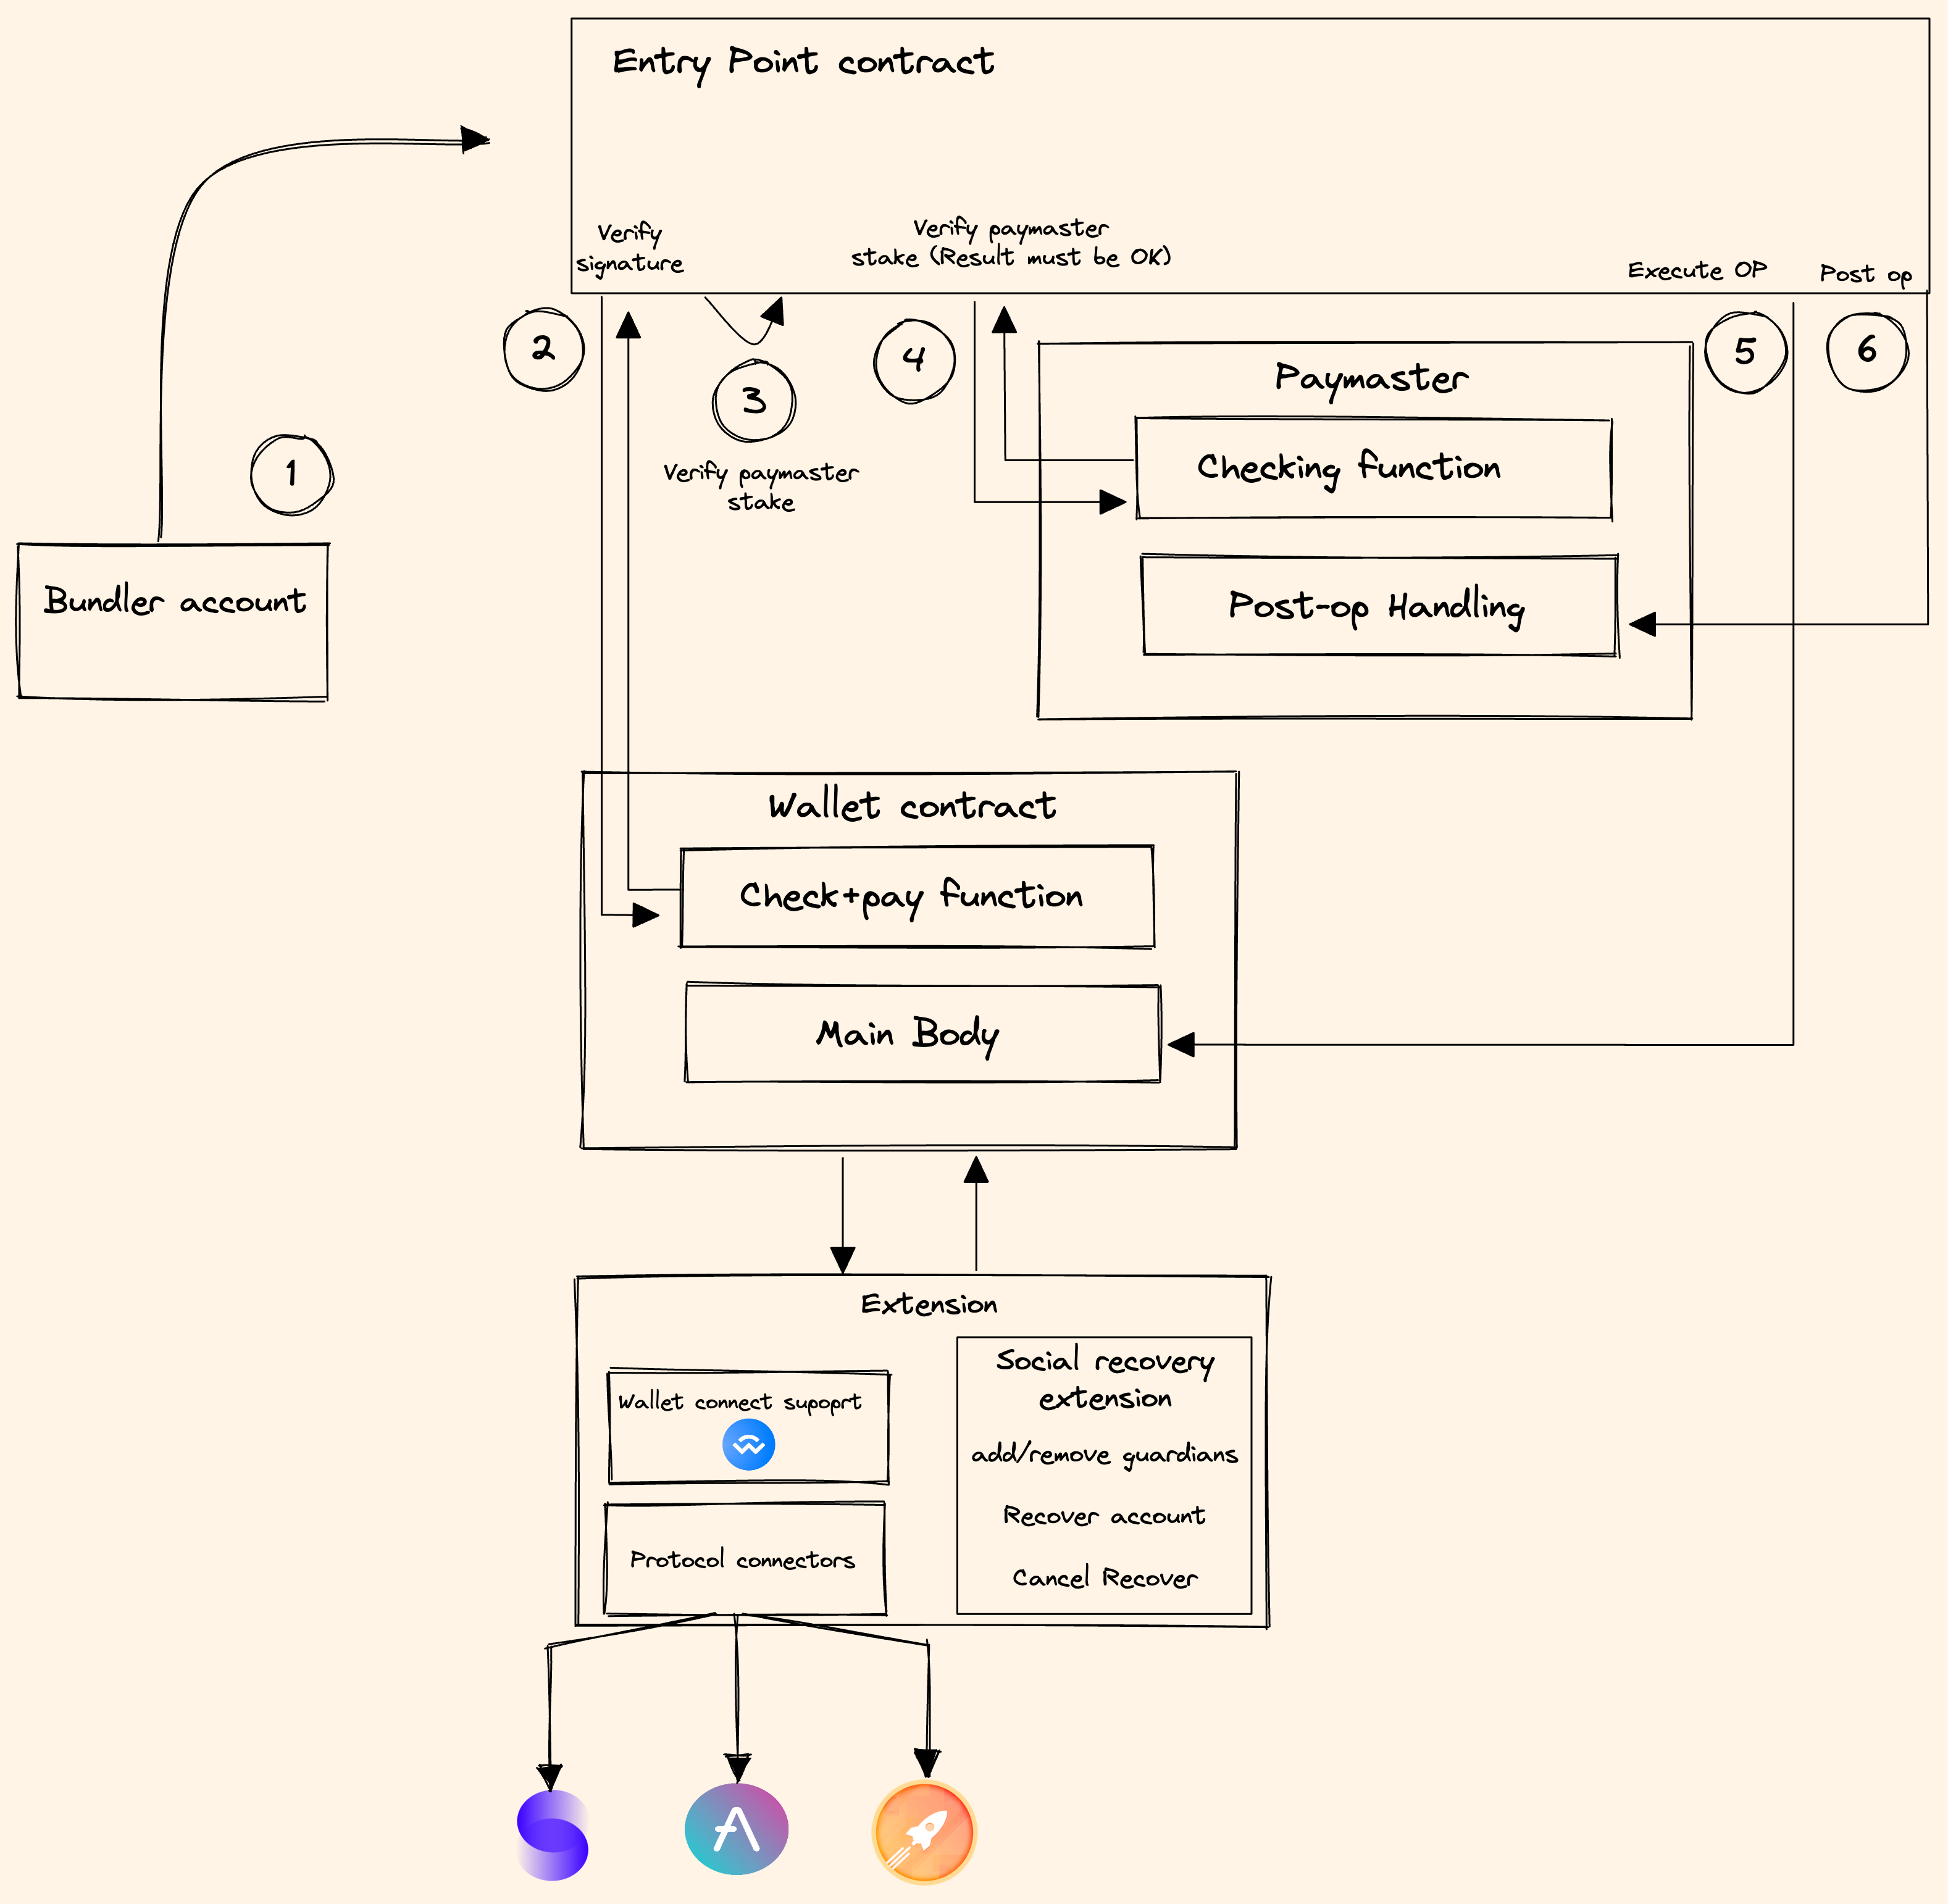 Entry Point contract
Verify
signature
Verify paymaster
stake (Result must be OK)
Execute OP
Post op
2
3
Verify paymaster
stake
4
5
6
1
Bundler account
Paymaster
Checking function
Post-op Handling
Wallet contract
Check+pay function
Main Body
Extension
Wallet connect supoprt
Protocol connectors
Social recovery
extension
add/remove guardians
Recover account
Cancel Recover